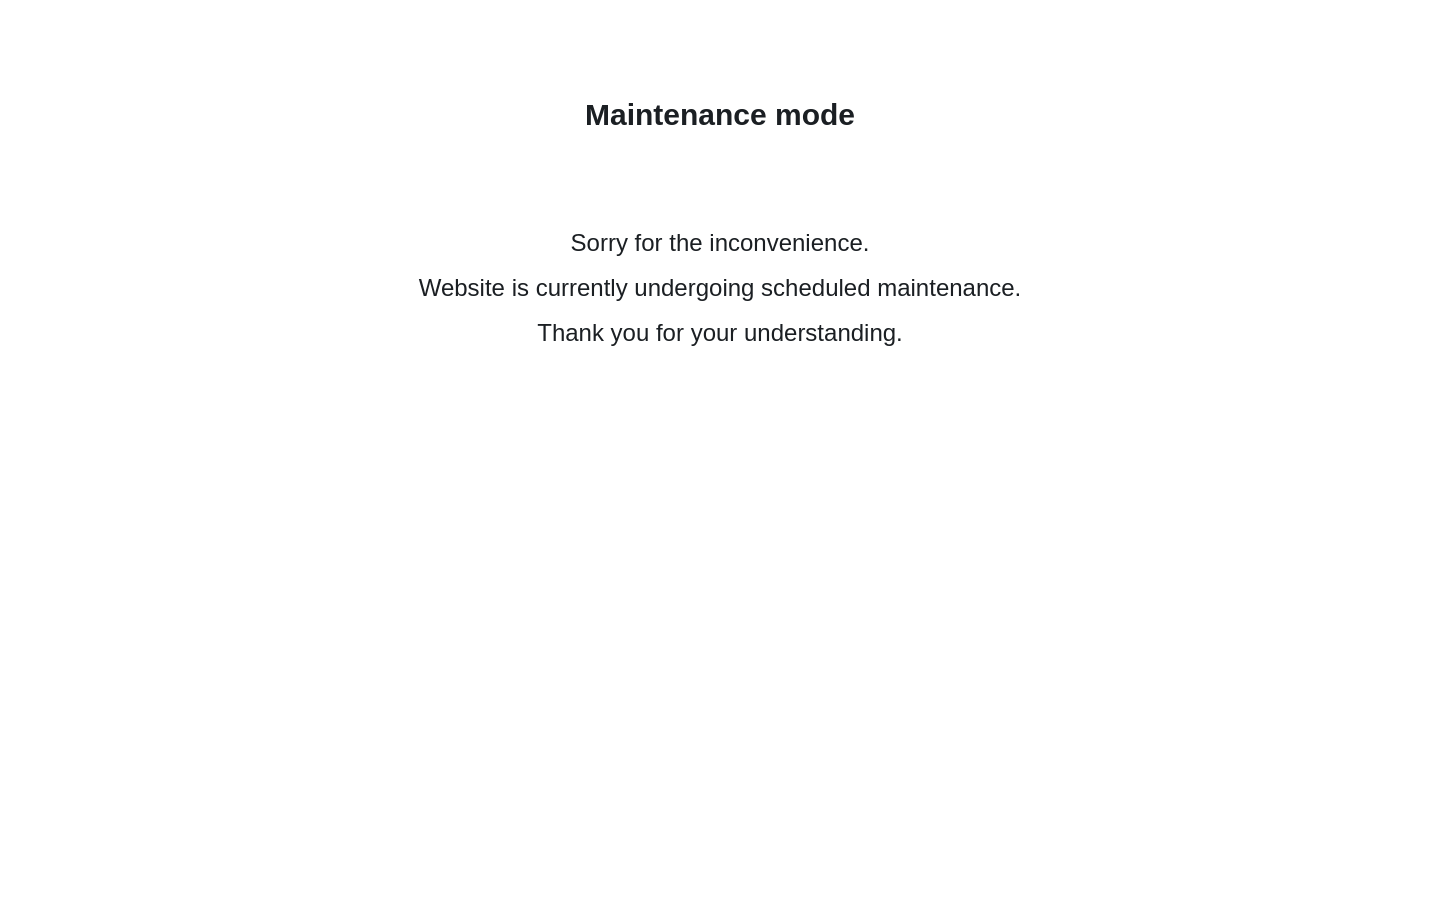 Maintenance mode
Sorry for the inconvenience.
Website is currently undergoing scheduled maintenance.
Thank you for your understanding.